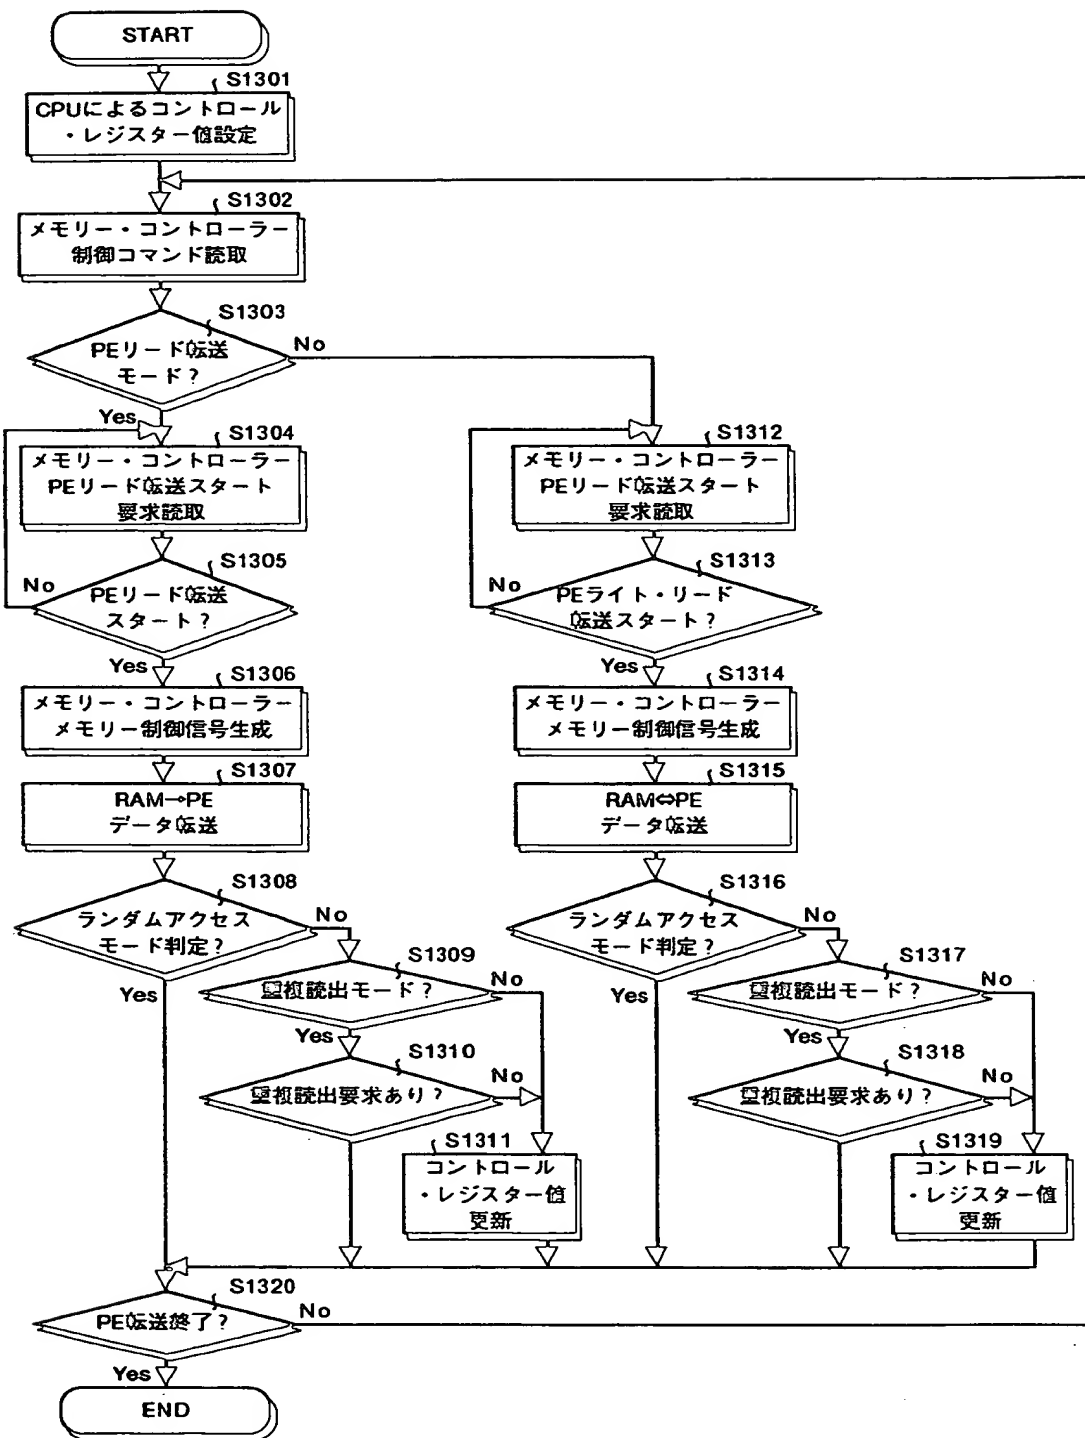 START
S1301
CPUによるコントロール
・レジスター値設定
S1302
メモリー・コントローラー
制御コマンド読取
S1303
PEリード転送
モード？
No
Yes
S1304
メモリー・コントローラー
PEリード転送スタート
要求読取
S1305
PEリード転送
スタート？
No
Yes
S1306
メモリー・コントローラー
メモリー制御信号生成
S1307
RAM→PE
データ転送
S1308
ランダムアクセス
モード判定？
No
Yes
S1309
重複読出モード？
No
Yes
S1310
重複読出要求あり？
No
S1311
コントロール
・レジスター値
更新
S1312
メモリー・コントローラー
PEリード転送スタート
要求読取
S1313
PEライト・リード
転送スタート？
No
Yes
S1314
メモリー・コントローラー
メモリー制御信号生成
S1315
RAM⇔PE
データ転送
S1316
ランダムアクセス
モード判定？
No
Yes
S1317
重複読出モード？
No
Yes
S1318
重複読出要求あり？
No
S1319
コントロール
・レジスター値
更新
S1320
PE転送終了？
No
Yes
END